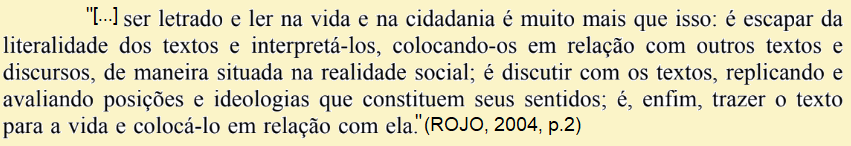 "[...] ser letrado e ler na vida e na cidadania é muito mais que isso: é escapar da
literalidade dos textos e interpretá-los, colocando-os em relação com outros textos e
discursos, de maneira situada na realidade social; é discutir com os textos, replicando e
avaliando posições e ideologias que constituem seus sentidos; é, enfim, trazer o texto
para a vida e colocá-lo em relação com ela." (ROJO, 2004, p.2)